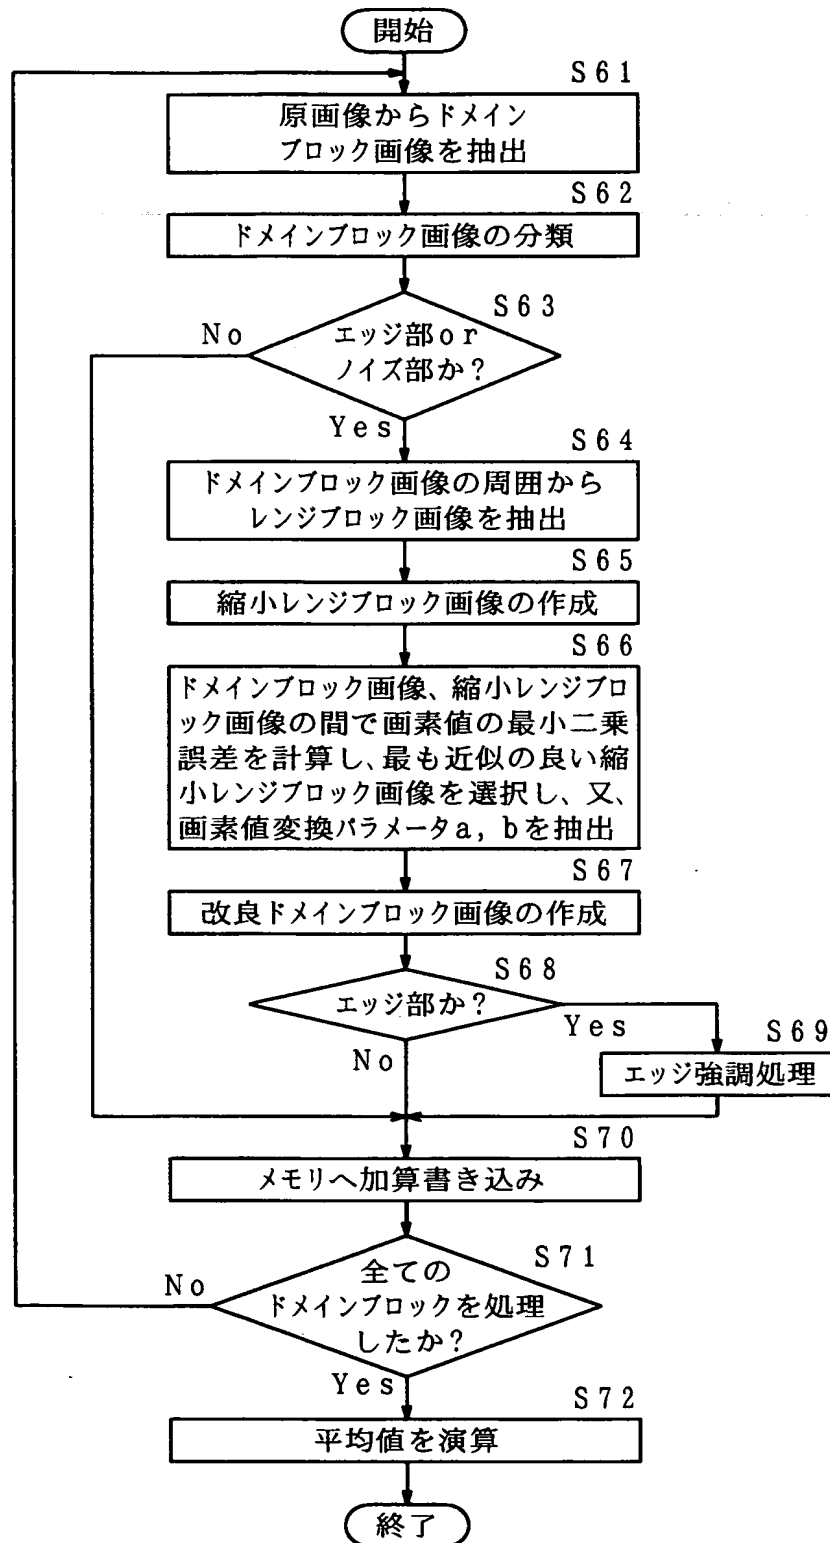 開始
S61
原画像からドメイン
ブロック画像を抽出
S62
ドメインブロック画像の分類
S63
エッジ部or
ノイズ部か?
No
Yes
S64
ドメインブロック画像の周囲から
レンジブロック画像を抽出
S65
縮小レンジブロック画像の作成
S66
ドメインブロック画像、縮小レンジブロ
ック画像の間で画素値の最小二乗
誤差を計算し、最も近似の良い縮
小レンジブロック画像を選択し、又、
画素値変換パラメータa, bを抽出
S67
改良ドメインブロック画像の作成
S68
エッジ部か?
Yes
No
S69
エッジ強調処理
S70
メモリへ加算書き込み
S71
全ての
ドメインブロックを処理
したか?
No
Yes
S72
平均値を演算
終了